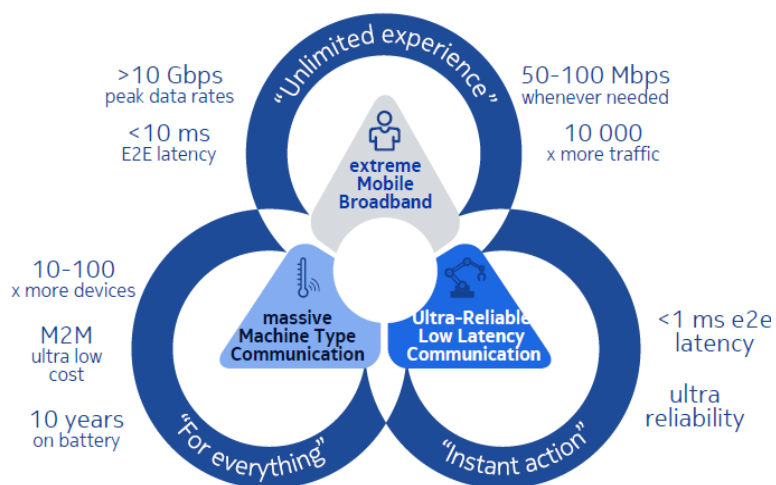 “Unlimited experience”
>10 Gbps
peak data rates
<10 ms
E2E latency
50-100 Mbps
whenever needed
10 000
x more traffic
extreme
Mobile
Broadband
10-100
x more devices
M2M
ultra low
cost
10 years
on battery
massive
Machine Type
Communication
“For everything”
Ultra-Reliable
Low Latency
Communication
“Instant action”
<1 ms e2e
latency
ultra
reliability